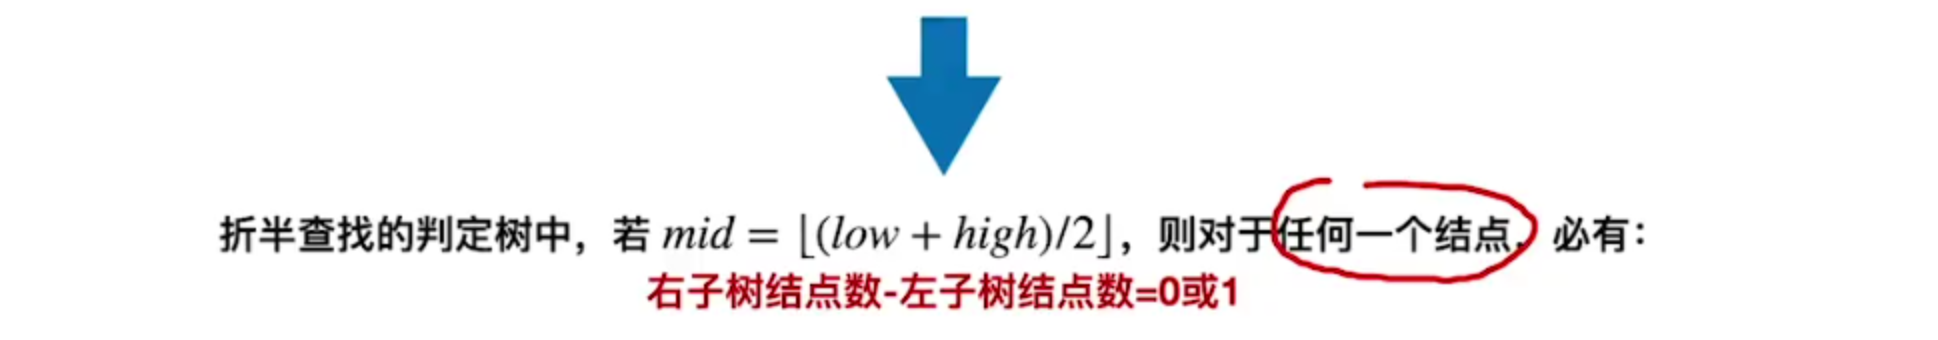 折半查找的判定树中，若 mid = ⌊(low + high)/2⌋，则对于任何一个结点，必有：
右子树结点数-左子树结点数=0或1